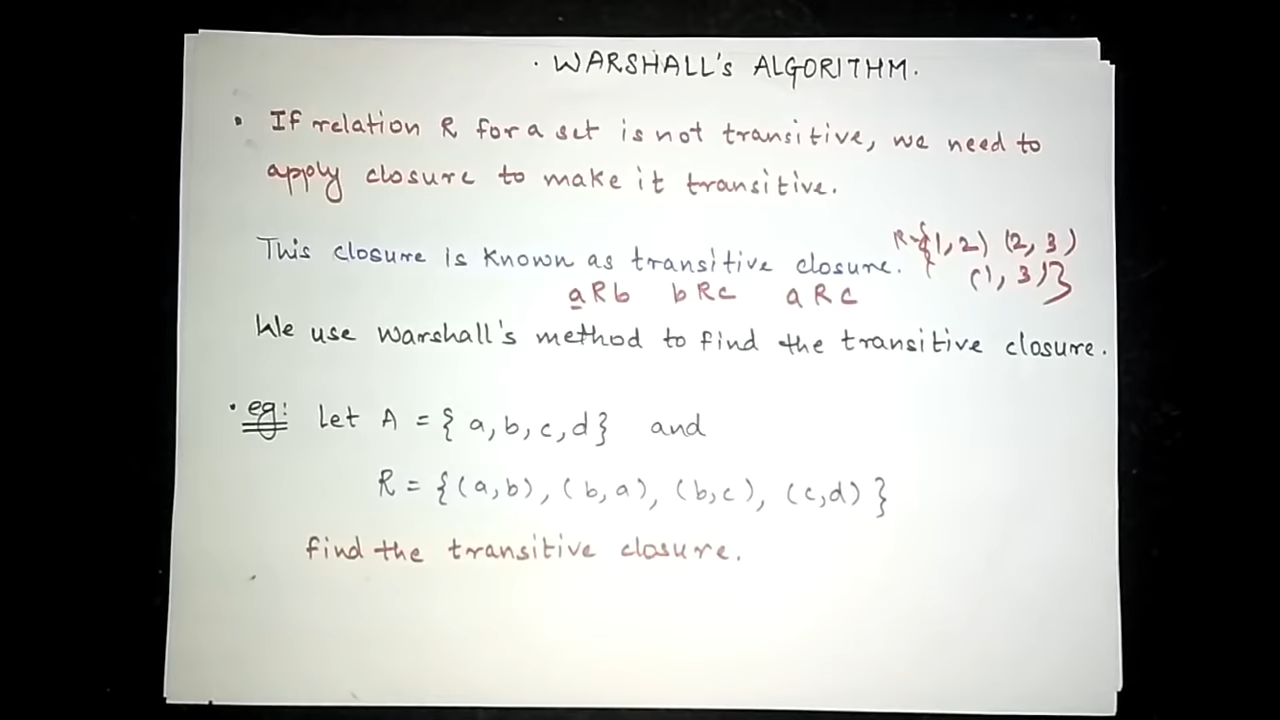 . WARSHALL's ALGORITHM.
• If relation R for a set is not transitive, we need to
apply closure to make it transitive.
This closure is known as transitive closure.
R={(1,2) (2,3)
(1,3)}
aRb bRc aRc
We use Warshall's method to find the transitive closure.
• eg: let A = {a,b,c,d} and
R = {(a,b), (b,a), (b,c), (c,d)}
find the transitive closure.